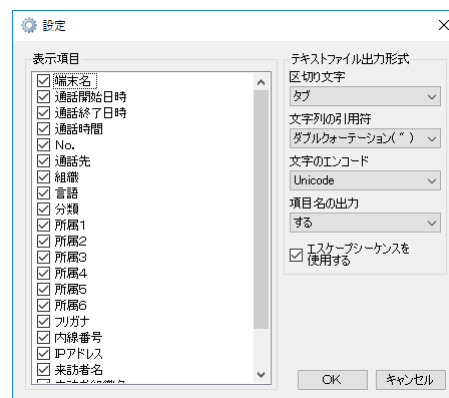 設定
表示項目
端末名
通話開始日時
通話終了日時
通話時間
No.
通話先
組織
言語
分類
所属1
所属2
所属3
所属4
所属5
所属6
フリガナ
内線番号
IPアドレス
来訪者名
テキストファイル出力形式
区切り文字
タブ
文字列の引用符
ダブルクォーテーション( " )
文字のエンコード
Unicode
項目名の出力
する
エスケープシーケンスを
使用する
OK
キャンセル